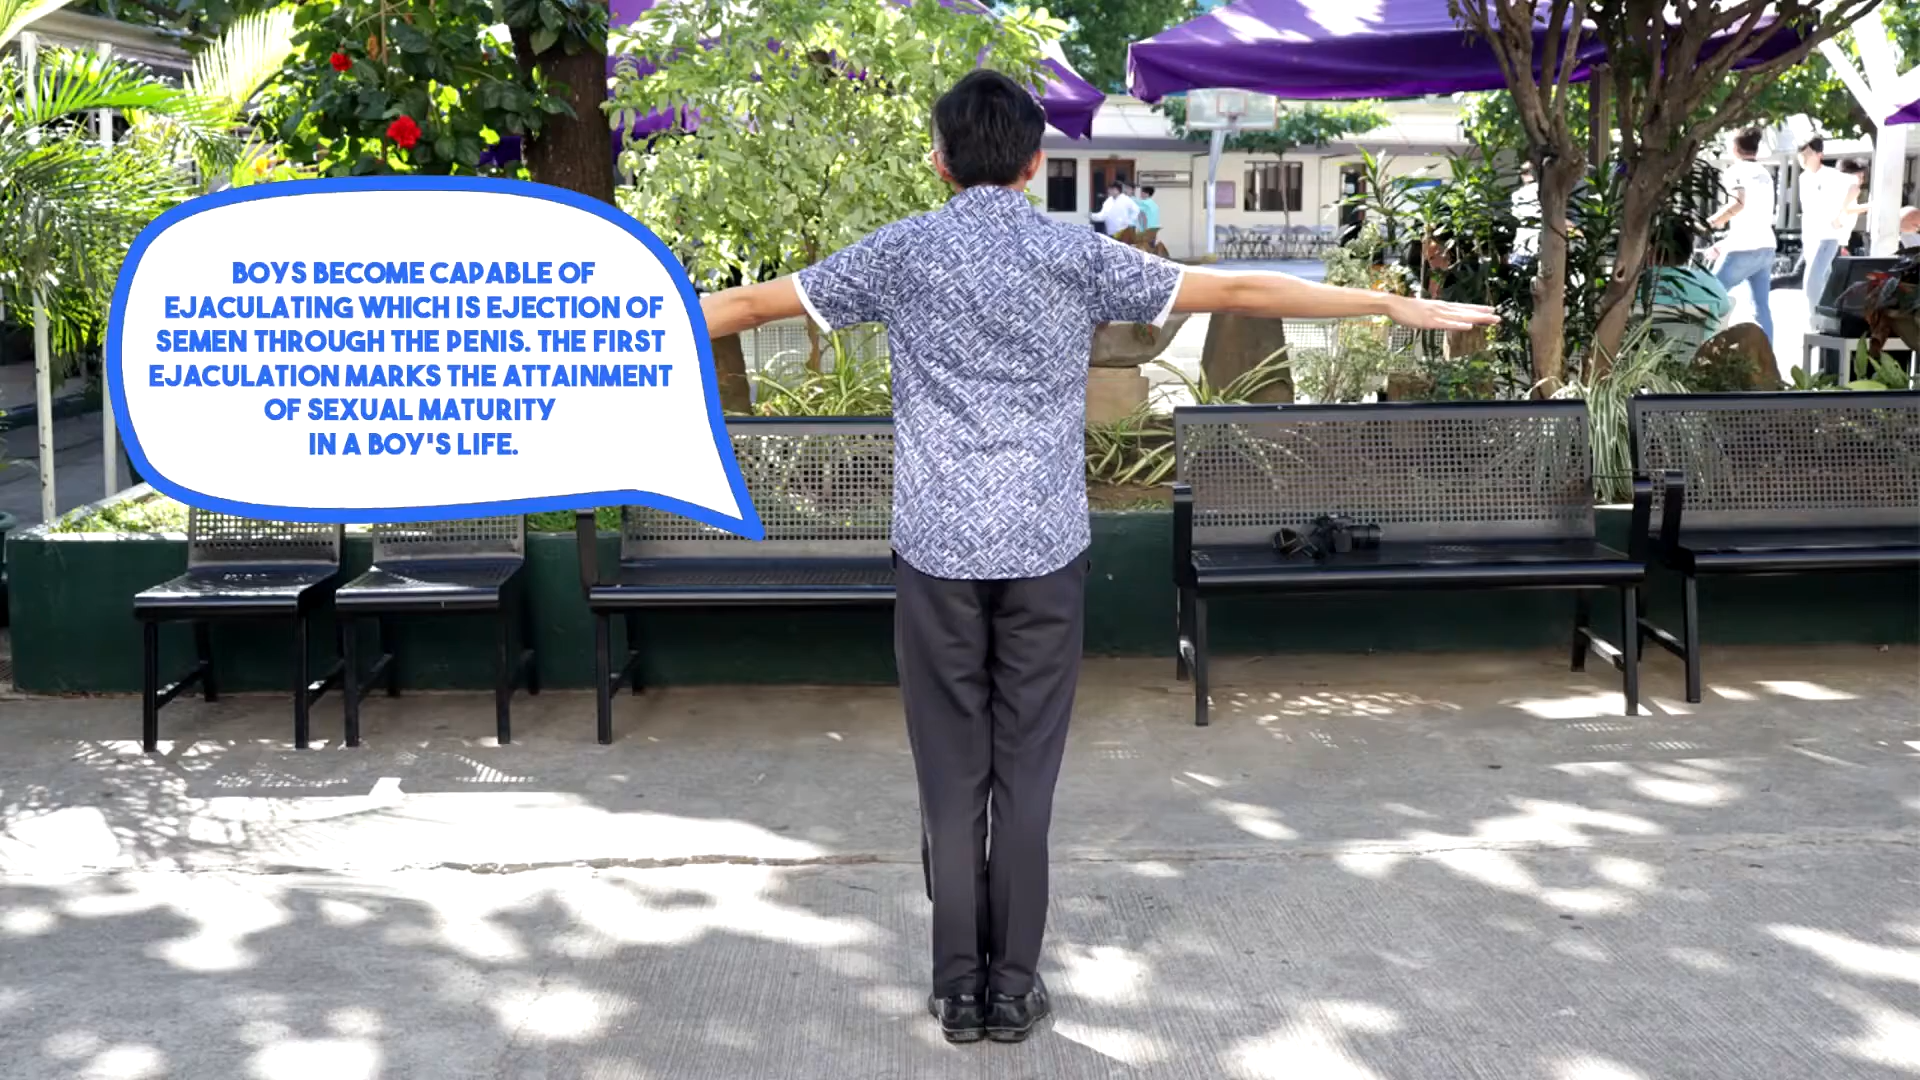 BOYS BECOME CAPABLE OF
EJACULATING WHICH IS EJECTION OF
SEMEN THROUGH THE PENIS. THE FIRST
EJACULATION MARKS THE ATTAINMENT
OF SEXUAL MATURITY
IN A BOY'S LIFE.